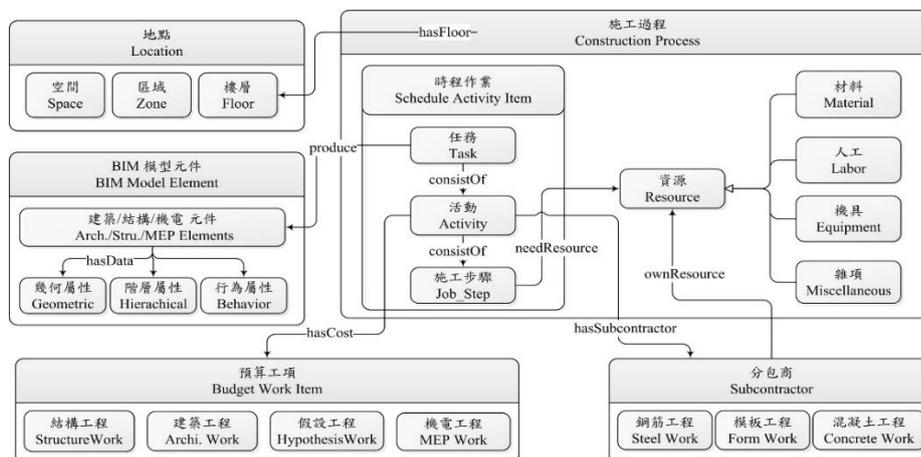 地點
Location
空間
Space
區域
Zone
樓層
Floor
hasFloor
施工過程
Construction Process
時程作業
Schedule Activity Item
任務
Task
consistOf
活動
Activity
consistOf
施工步驟
Job_Step
produce
needResource
資源
Resource
材料
Material
人工
Labor
機具
Equipment
雜項
Miscellaneous
ownResource
BIM 模型元件
BIM Model Element
建築/結構/機電 元件
Arch./Stru./MEP Elements
hasData
幾何屬性
Geometric
階層屬性
Hierachical
行為屬性
Behavior
hasCost
hasSubcontractor
預算工項
Budget Work Item
結構工程
StructureWork
建築工程
Archi. Work
假設工程
HypothesisWork
機電工程
MEP Work
分包商
Subcontractor
鋼筋工程
Steel Work
模板工程
Form Work
混凝土工程
Concrete Work